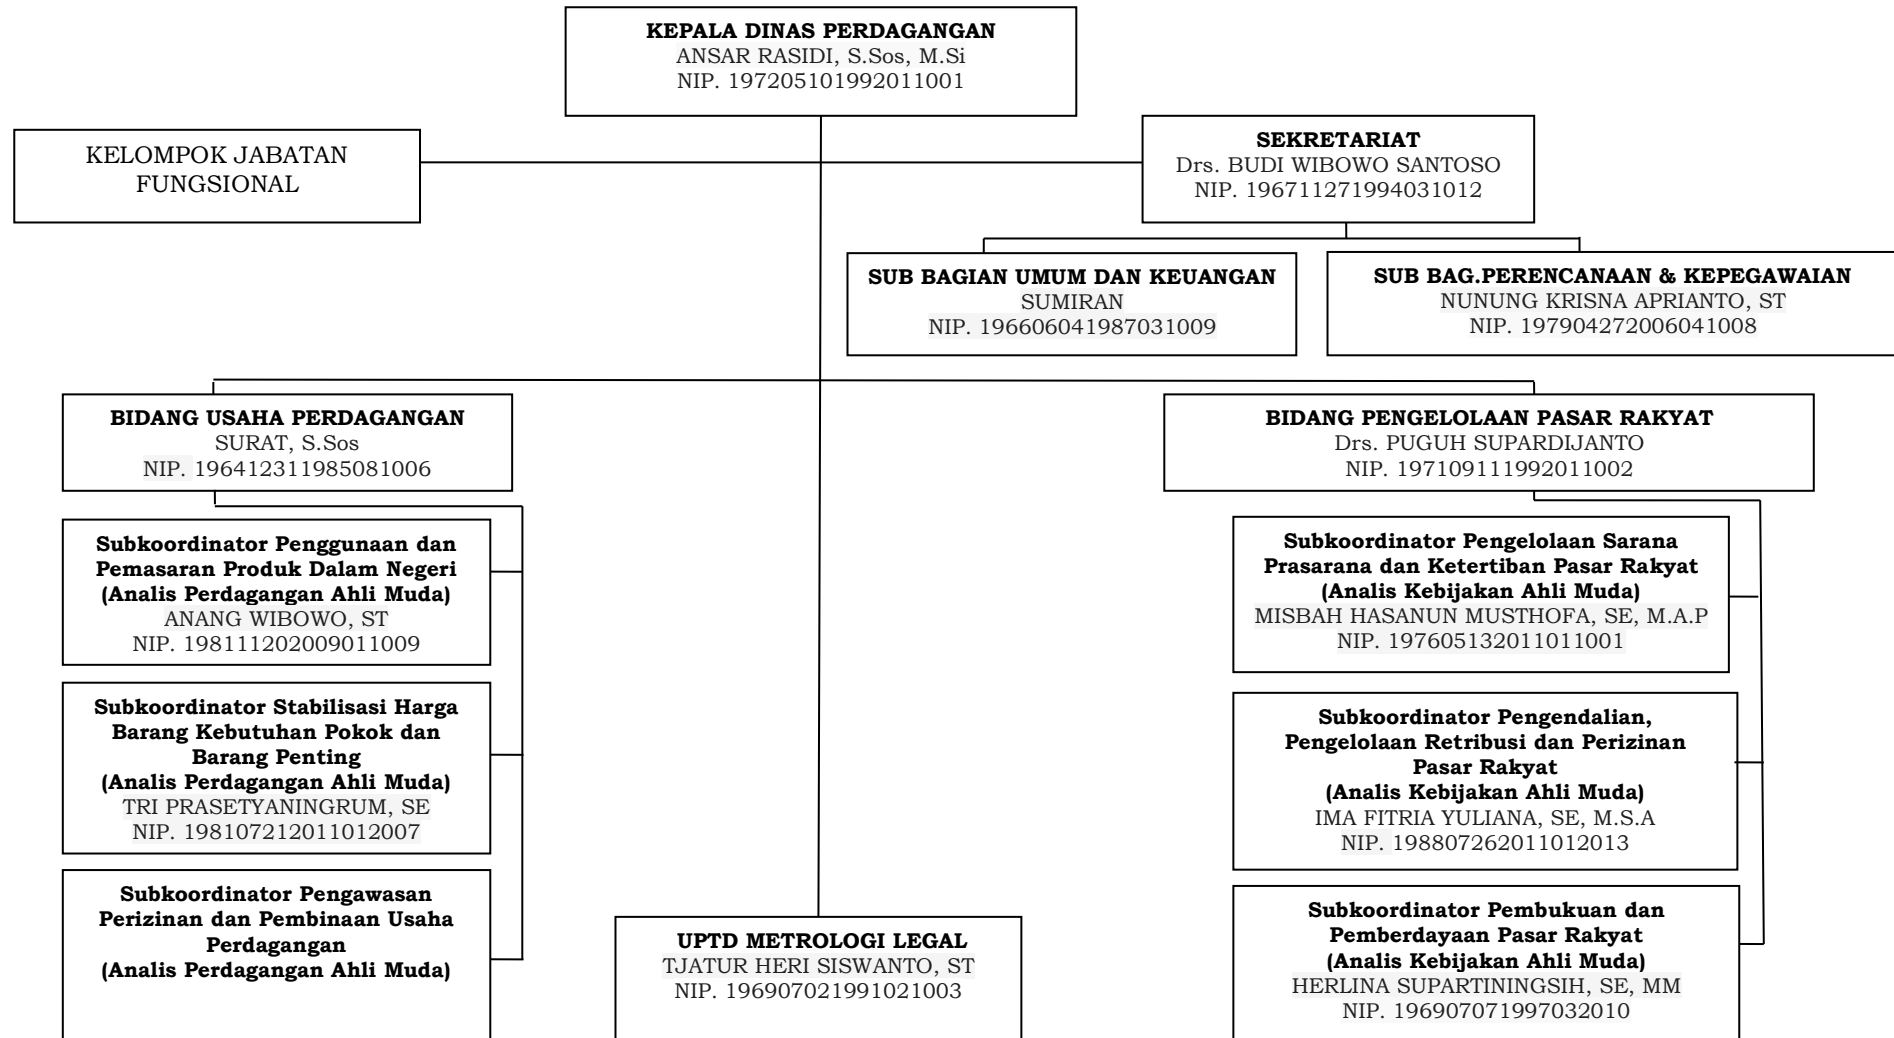 KEPALA DINAS PERDAGANGAN
ANSAR RASIDI, S.Sos, M.Si
NIP. 197205101992011001
KELOMPOK JABATAN
FUNGSIONAL
SEKRETARIAT
Drs. BUDI WIBOWO SANTOSO
NIP. 196711271994031012
SUB BAGIAN UMUM DAN KEUANGAN
SUMIRAN
NIP. 196606041987031009
SUB BAG.PERENCANAAN & KEPEGAWAIAN
NUNUNG KRISNA APRIANTO, ST
NIP. 197904272006041008
BIDANG USAHA PERDAGANGAN
SURAT, S.Sos
NIP. 196412311985081006
BIDANG PENGELOLAAN PASAR RAKYAT
Drs. PUGUH SUPARDIJANTO
NIP. 197109111992011002
Subkoordinator Penggunaan dan
Pemasaran Produk Dalam Negeri
(Analis Perdagangan Ahli Muda)
ANANG WIBOWO, ST
NIP. 198111202009011009
Subkoordinator Stabilisasi Harga
Barang Kebutuhan Pokok dan
Barang Penting
(Analis Perdagangan Ahli Muda)
TRI PRASETYANINGRUM, SE
NIP. 198107212011012007
Subkoordinator Pengawasan
Perizinan dan Pembinaan Usaha
Perdagangan
(Analis Perdagangan Ahli Muda)
UPTD METROLOGI LEGAL
TJATUR HERI SISWANTO, ST
NIP. 196907021991021003
Subkoordinator Pengelolaan Sarana
Prasarana dan Ketertiban Pasar Rakyat
(Analis Kebijakan Ahli Muda)
MISBAH HASANUN MUSTHOFA, SE, M.A.P
NIP. 197605132011011001
Subkoordinator Pengendalian,
Pengelolaan Retribusi dan Perizinan
Pasar Rakyat
(Analis Kebijakan Ahli Muda)
IMA FITRIA YULIANA, SE, M.S.A
NIP. 198807262011012013
Subkoordinator Pembukuan dan
Pemberdayaan Pasar Rakyat
(Analis Kebijakan Ahli Muda)
HERLINA SUPARTININGSIH, SE, MM
NIP. 196907071997032010